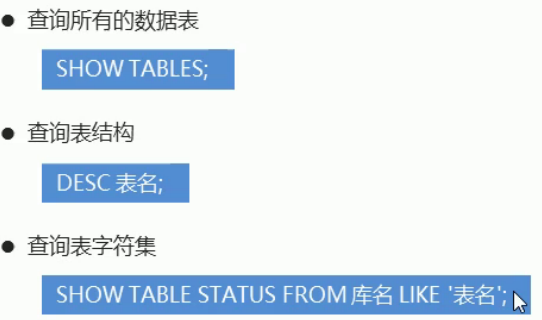 ● 查询所有的数据表
SHOW TABLES;
● 查询表结构
DESC 表名;
● 查询表字符集
SHOW TABLE STATUS FROM 库名 LIKE '表名';